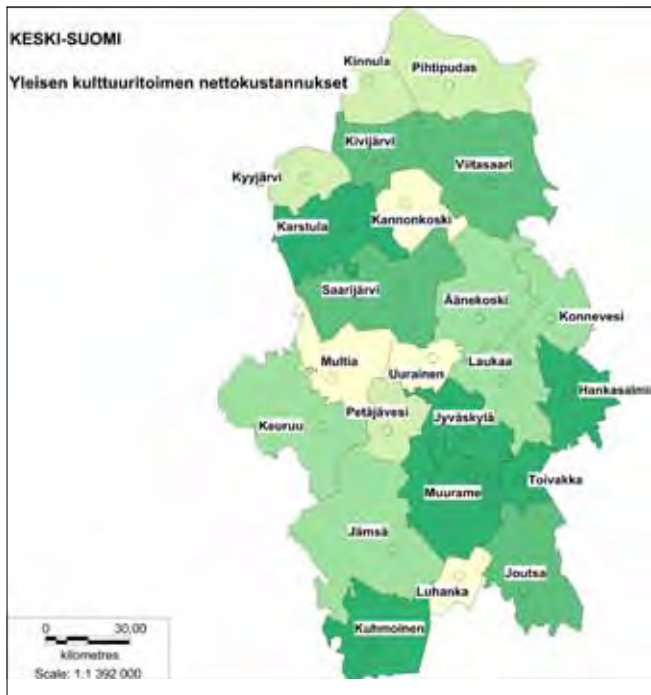 KESKI-SUOMI
Yleisen kulttuuritoimen nettokustannukset
Kinnula
Pihtipudas
Kivijärvi
Viitasaari
Kyyjärvi
Kannonkoski
Karstula
Saarijärvi
Äänekoski
Konnevesi
Multia
Uurainen
Laukaa
Hankasalmi
Petäjävesi
Jyväskylä
Keuruu
Toivakka
Muurame
Jämsä
Joutsa
Luhanka
Kuhmoinen
0 30,00
kilometres
Scale: 1:1 392 000